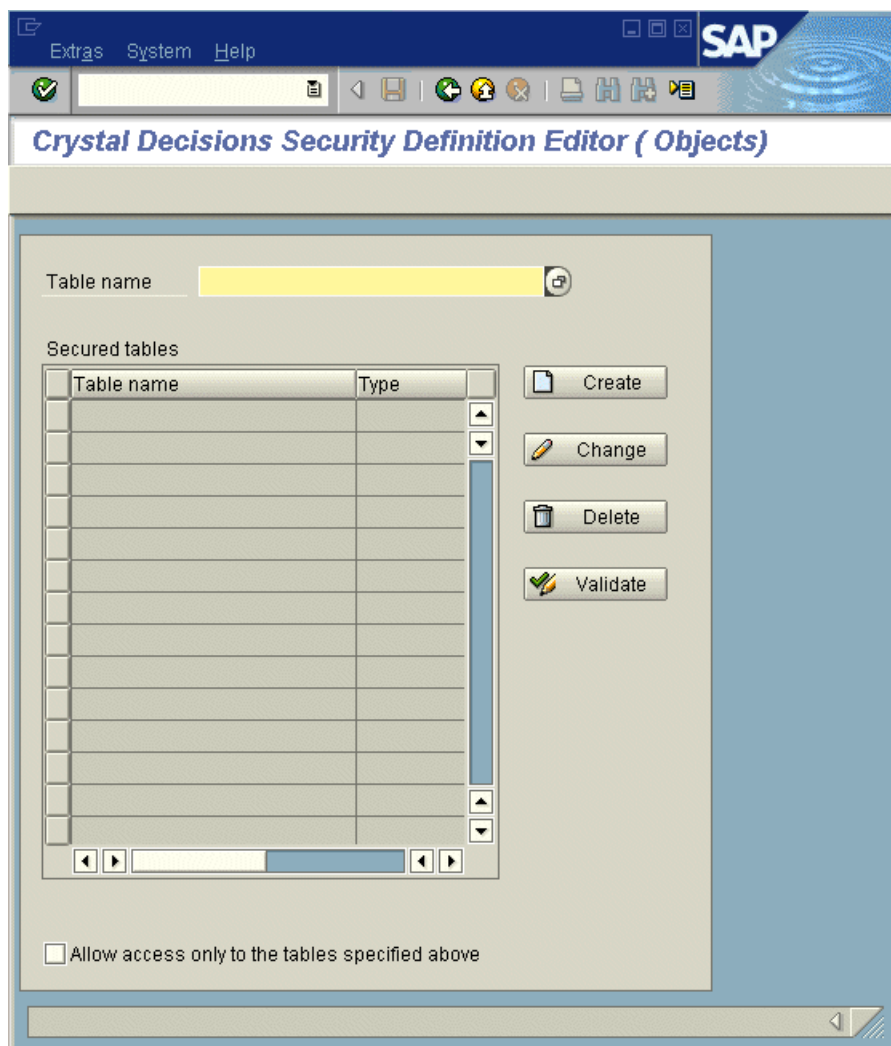 Extras System Help
SAP
Crystal Decisions Security Definition Editor ( Objects)
Table name
Secured tables
Table name Type
Create
Change
Delete
Validate
Allow access only to the tables specified above